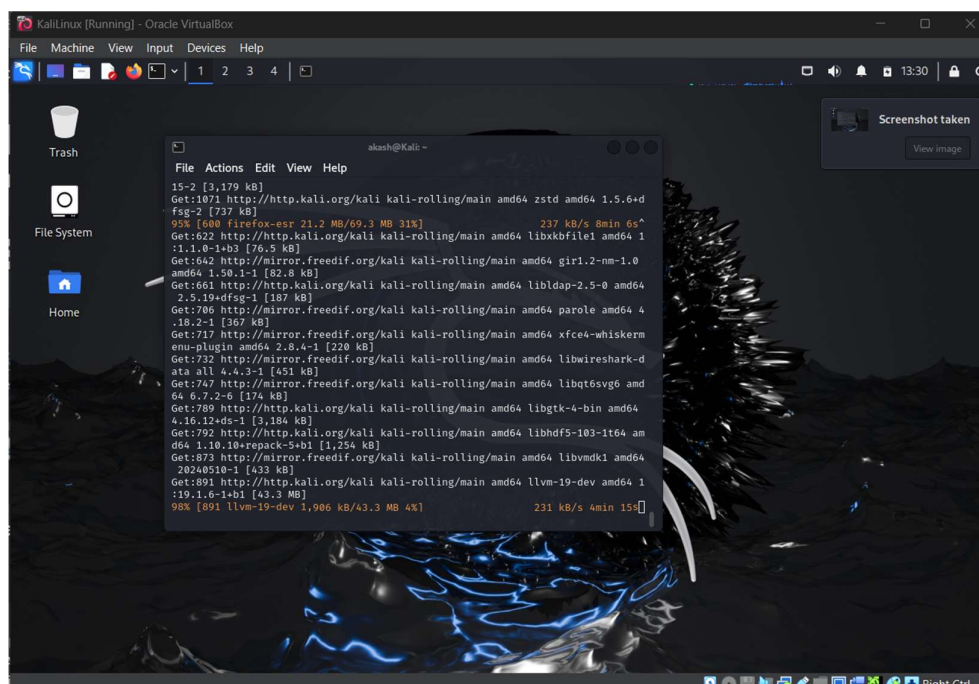 KaliLinux [Running] - Oracle VirtualBox
File Machine View Input Devices Help
1 2 3 4
13:30
Screenshot taken
View image
Trash
File System
Home
akash@Kali: ~
File Actions Edit View Help
15-2 [3,179 kB]
Get:1071 http://http.kali.org/kali kali-rolling/main amd64 zstd amd64 1.5.6+d
fsg-2 [737 kB]
95% [600 firefox-esr 21.2 MB/69.3 MB 31%] 237 kB/s 8min 6s^
Get:622 http://http.kali.org/kali kali-rolling/main amd64 libxkbfile1 amd64 1
:1.1.0-1+b3 [76.5 kB]
Get:642 http://mirror.freedif.org/kali kali-rolling/main amd64 gir1.2-nm-1.0
amd64 1.50.1-1 [82.8 kB]
Get:661 http://mirror.freedif.org/kali kali-rolling/main amd64 libldap-2.5-0 amd64
2.5.19+dfsg-1 [187 kB]
Get:706 http://mirror.freedif.org/kali kali-rolling/main amd64 parole amd64 4
.18.2-1 [367 kB]
Get:717 http://mirror.freedif.org/kali kali-rolling/main amd64 xfce4-whiskerm
enu-plugin amd64 2.8.4-1 [220 kB]
Get:732 http://mirror.freedif.org/kali kali-rolling/main amd64 libwireshark-d
ata all 4.4.3-1 [451 kB]
Get:747 http://mirror.freedif.org/kali kali-rolling/main amd64 libqt6svg6 amd
64 6.7.2-6 [174 kB]
Get:789 http://http.kali.org/kali kali-rolling/main amd64 libgtk-4-bin amd64
4.16.12+ds-1 [3,184 kB]
Get:792 http://http.kali.org/kali kali-rolling/main amd64 libhdf5-103-1t64 am
d64 1.10.10+repack-5+b1 [1,254 kB]
Get:873 http://mirror.freedif.org/kali kali-rolling/main amd64 libvmdk1 amd64
20240510-1 [433 kB]
Get:891 http://http.kali.org/kali kali-rolling/main amd64 llvm-19-dev amd64 1
:19.1.6-1+b1 [43.3 MB]
98% [891 llvm-19-dev 1,906 kB/43.3 MB 4%] 231 kB/s 4min 15s
Right Ctrl